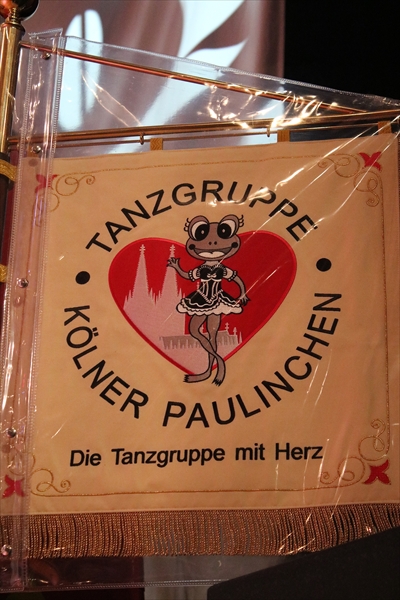 TANZGRUPPE
KÖLNER PAULINCHEN
Die Tanzgruppe mit Herz